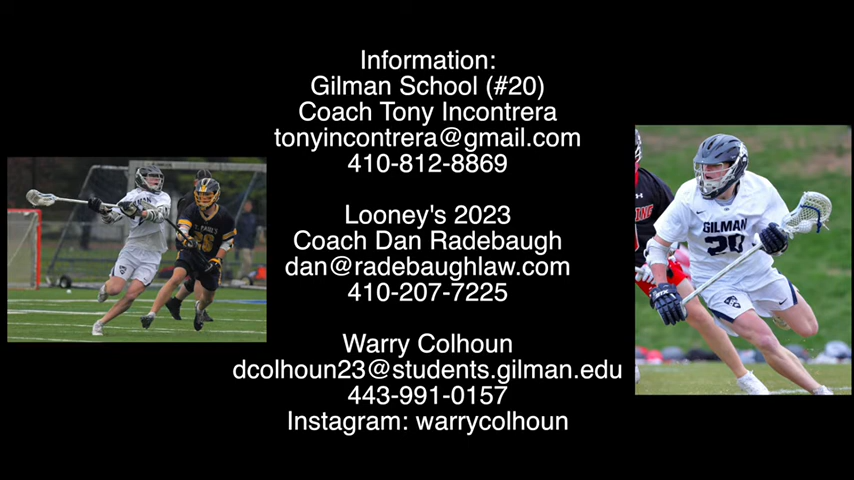 Information:
Gilman School (#20)
Coach Tony Incontrera
tonyincontrera@gmail.com
410-812-8869
Looney's 2023
Coach Dan Radebaugh
dan@radebaughlaw.com
410-207-7225
Warry Colhoun
dcolhoun23@students.gilman.edu
443-991-0157
Instagram: warrycolhoun
GILMAN
20